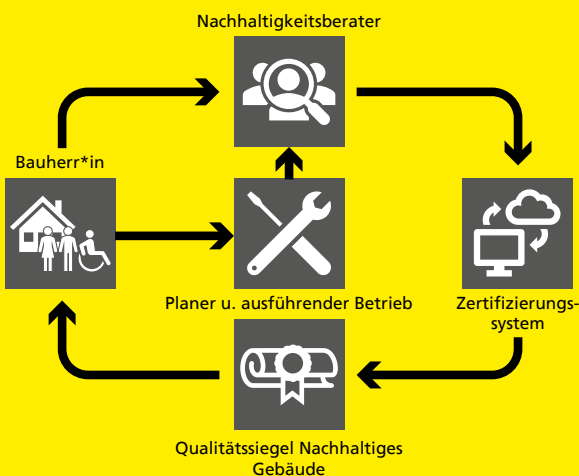 Nachhaltigkeitsberater
Bauherr*in
Planer u. ausführender Betrieb
Zertifizierungs-
system
Qualitätssiegel Nachhaltiges
Gebäude